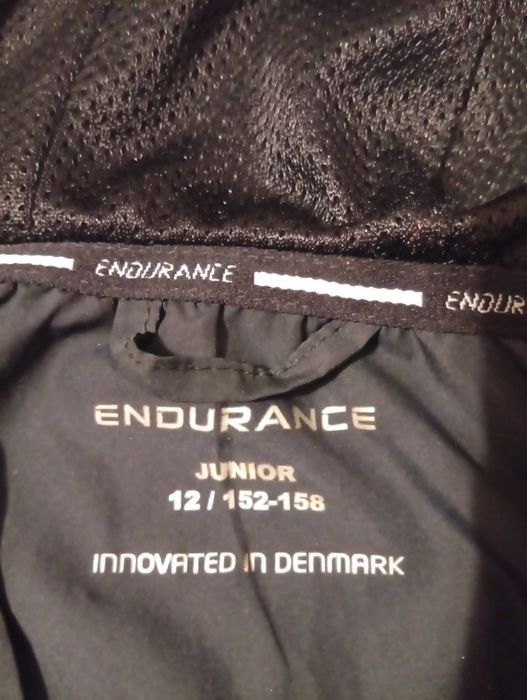 ENDURANCE ENDUR
ENDURANCE
JUNIOR
12 / 152-158
INNOVATED IN DENMARK